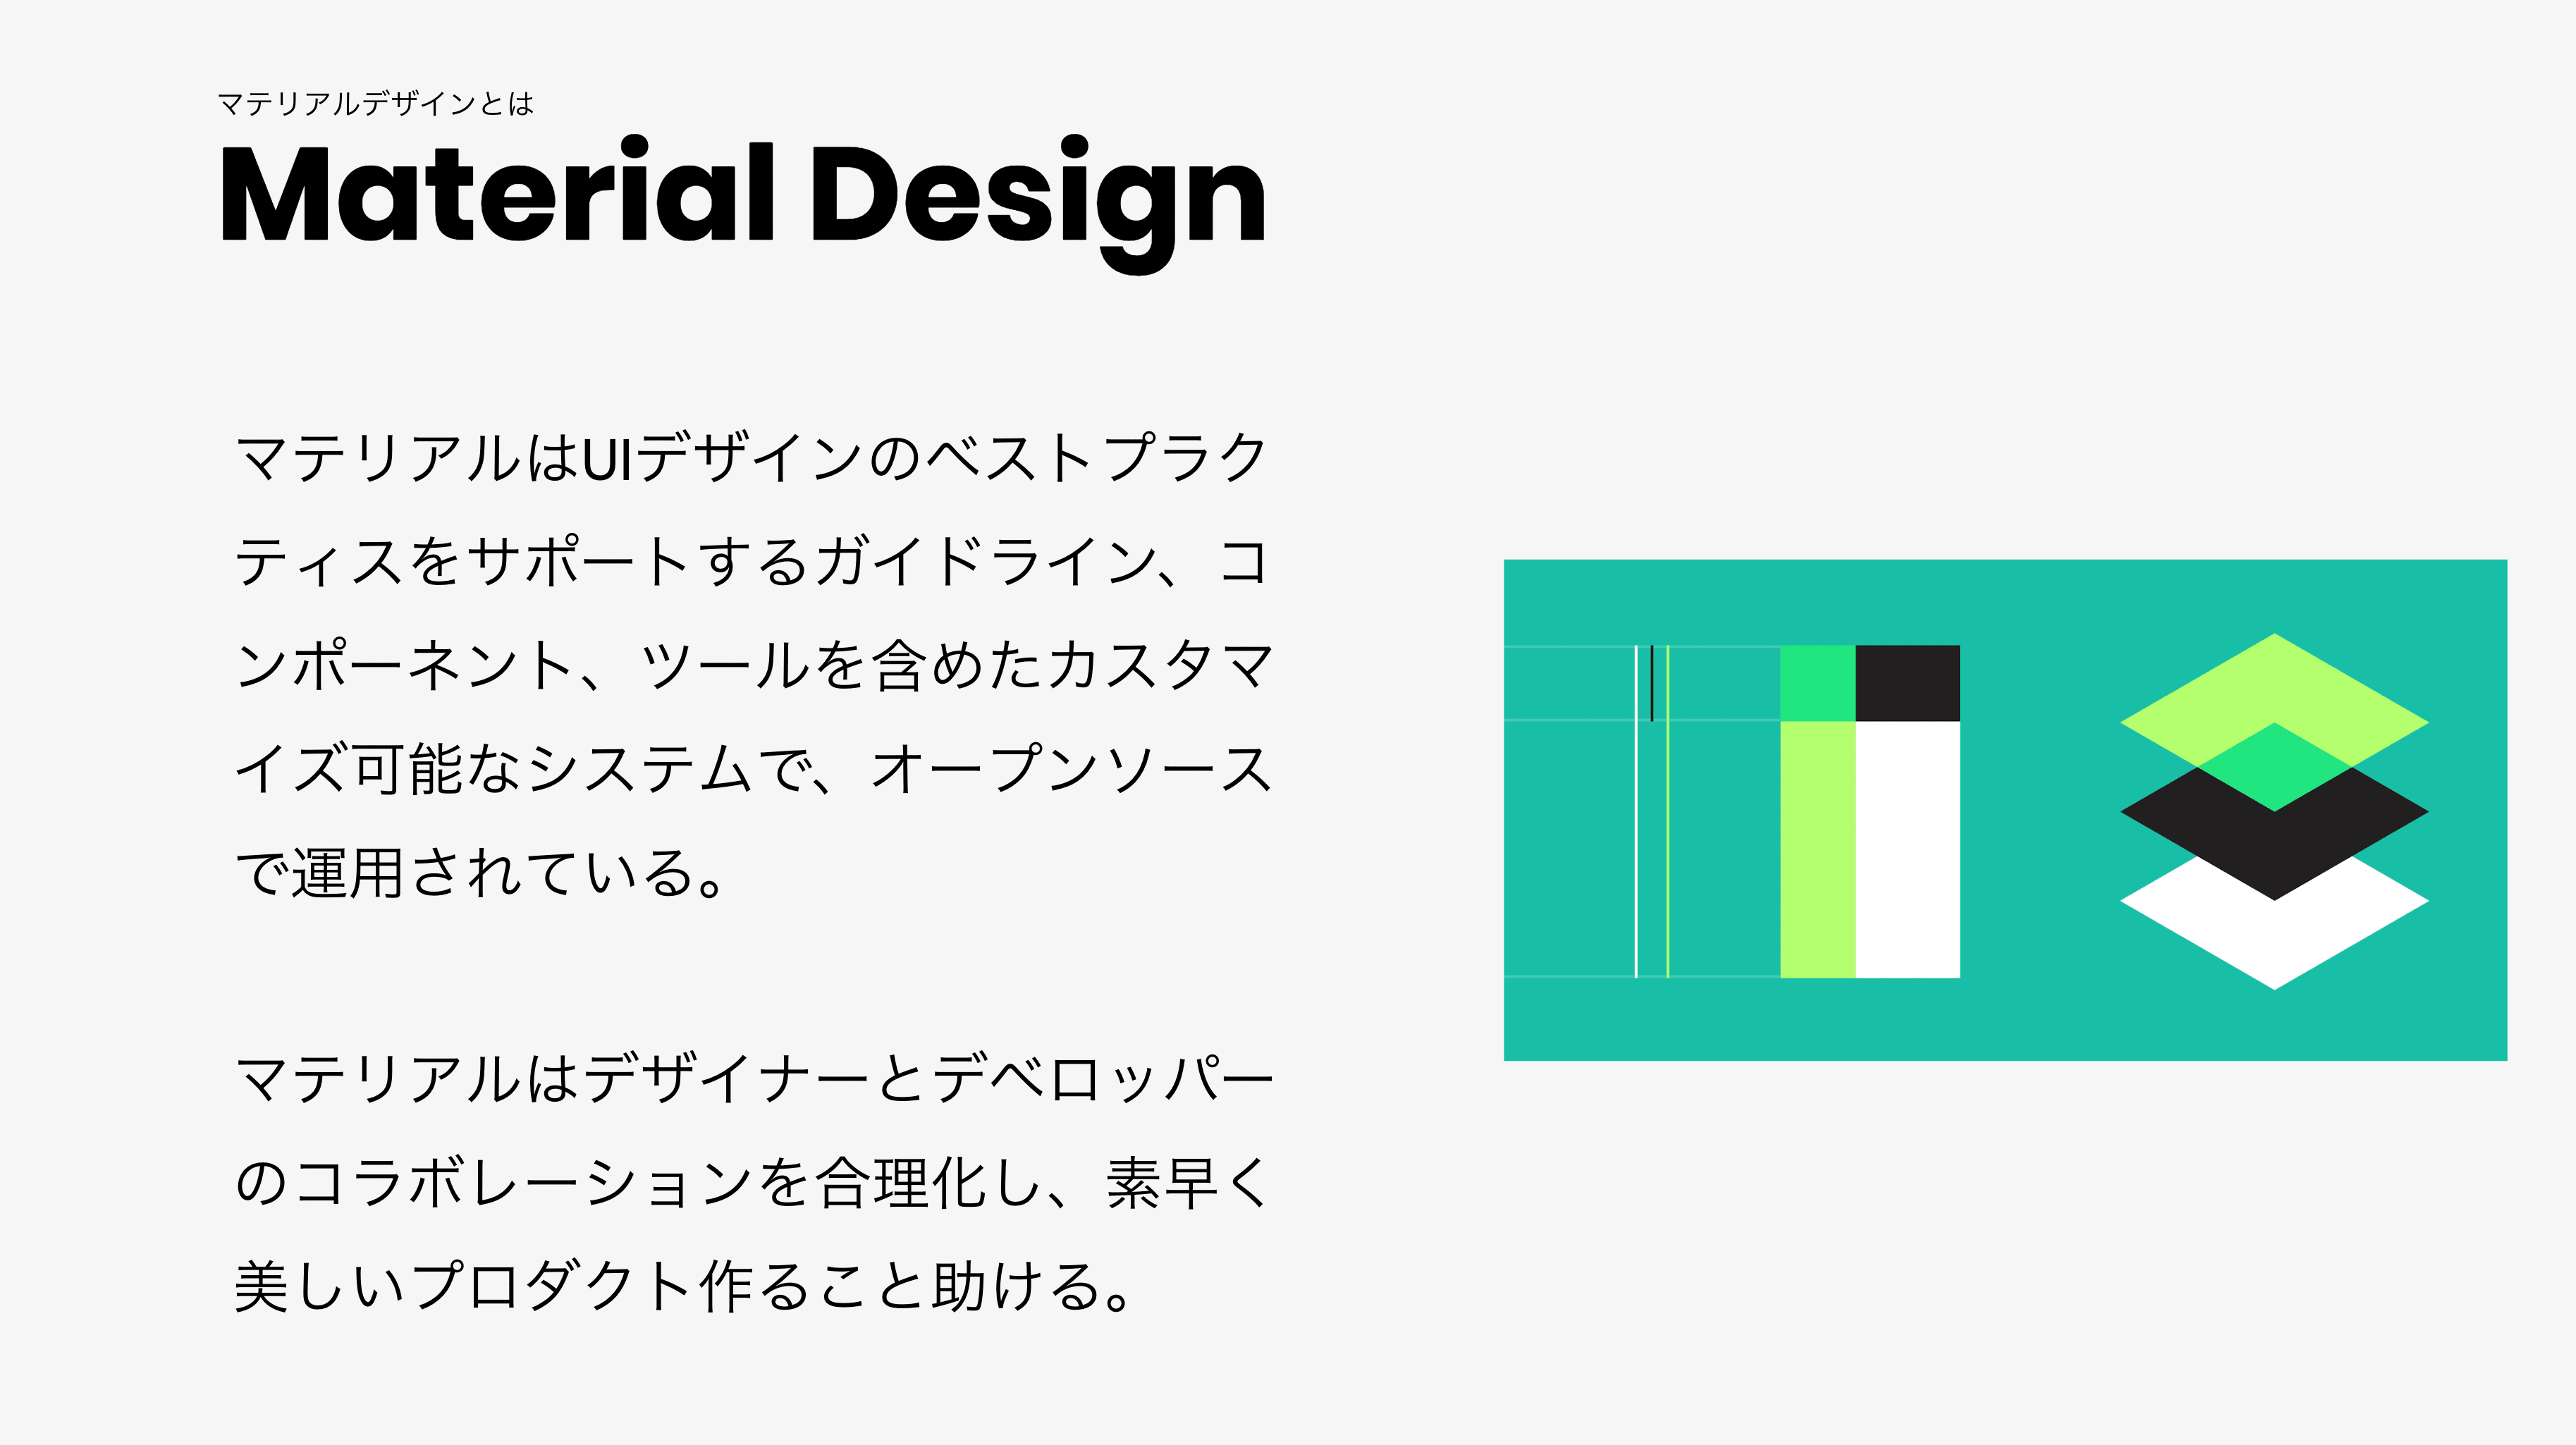 マテリアルデザインとは
Material Design
マテリアルはUIデザインのベストプラク
ティスをサポートするガイドライン、コ
ンポーネント、ツールを含めたカスタマ
イズ可能なシステムで、オープンソース
で運用されている。
マテリアルはデザイナーとデベロッパー
のコラボレーションを合理化し、素早く
美しいプロダクト作ること助ける。